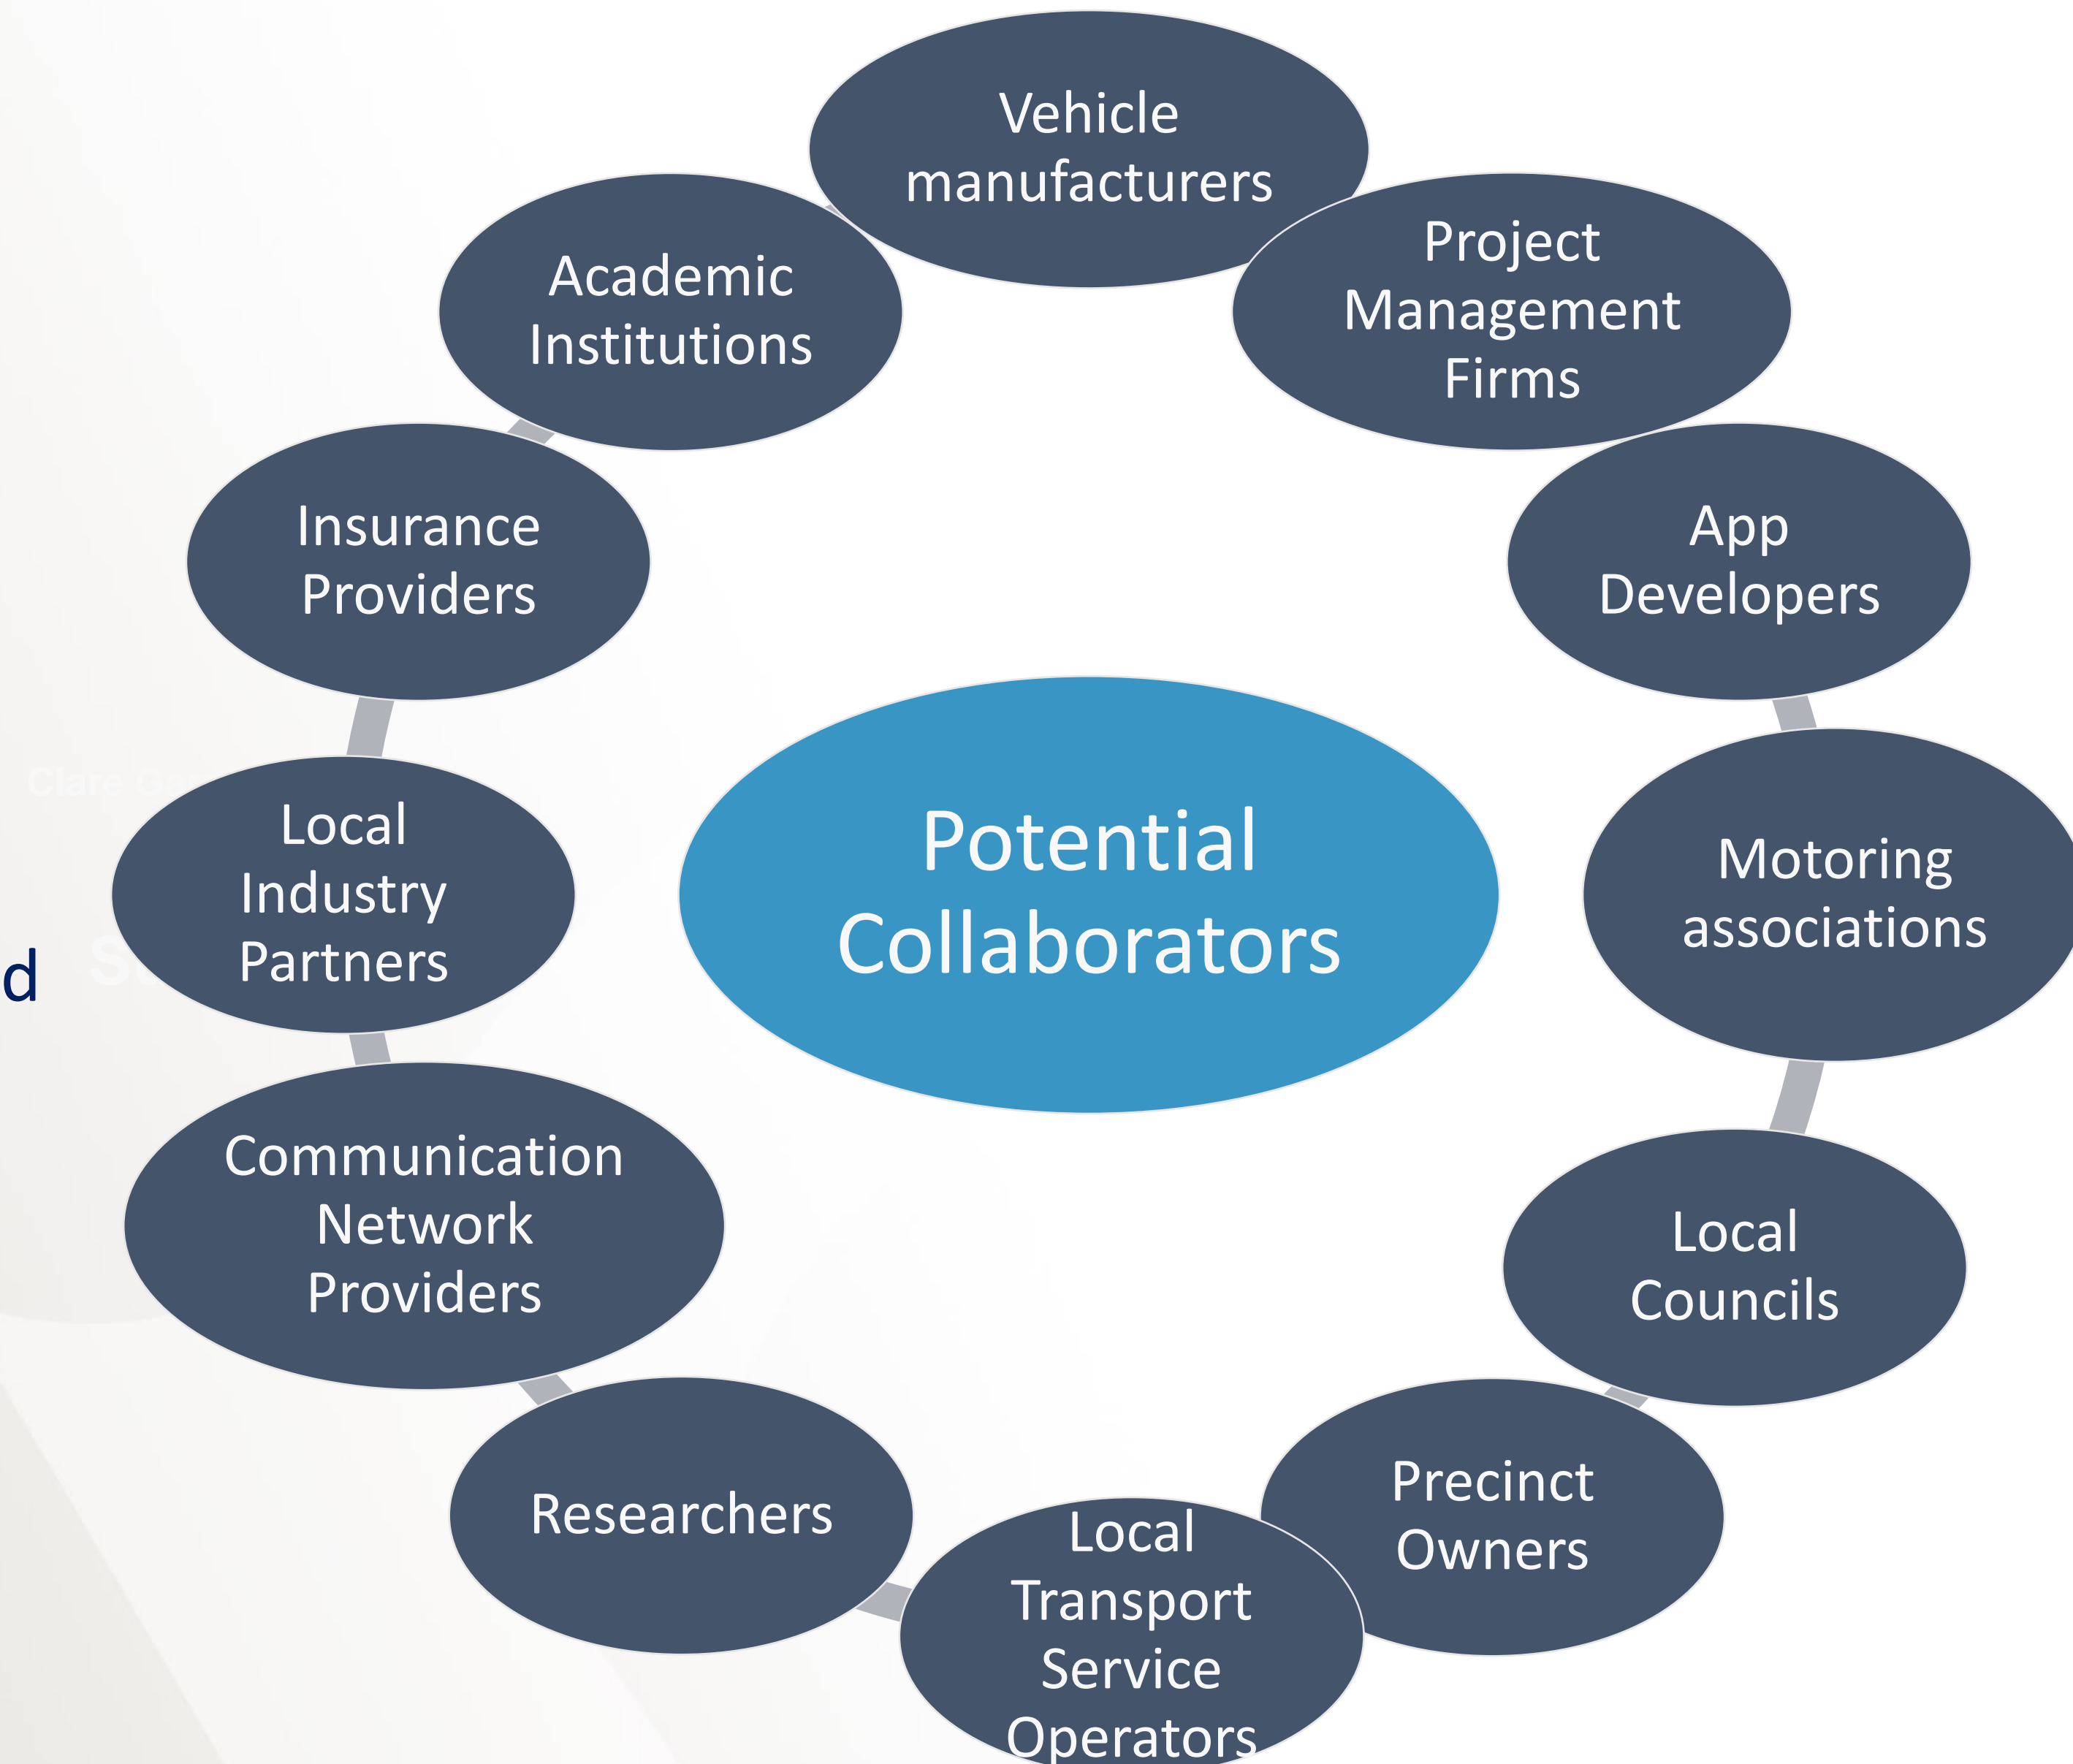 Vehicle
manufacturers
Project
Management
Firms
App
Developers
Motoring
associations
Local
Councils
Precinct
Owners
Local
Transport
Service
Operators
Researchers
Communication
Network
Providers
Local
Industry
Partners
Insurance
Providers
Academic
Institutions
Potential
Collaborators
Clare
d